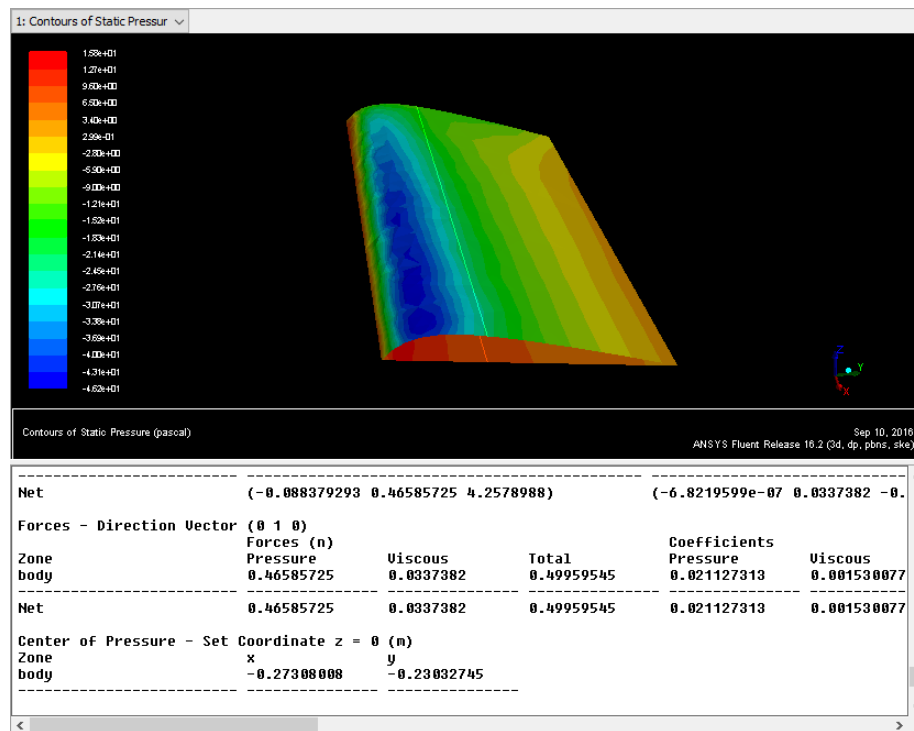 1: Contours of Static Pressur
1.58e+01
1.27e+01
9.60e+00
6.50e+00
3.40e+00
2.99e-01
-2.80e+00
-5.90e+00
-9.00e+00
-1.21e+01
-1.52e+01
-1.83e+01
-2.14e+01
-2.45e+01
-2.76e+01
-3.07e+01
-3.38e+01
-3.69e+01
-4.00e+01
-4.31e+01
-4.62e+01
Z
Y
X
Contours of Static Pressure (pascal)
Sep 10, 2016
ANSYS Fluent Release 16.2 (3d, dp, pbns, ske)
------------------------- --------------------------------------- ---------------------------
Net (-0.088379293 0.46585725 4.2578988) (-6.8219599e-07 0.0337382 -0.
Forces - Direction Vector (0 1 0)
Forces (n) Coefficients
Zone Pressure Viscous Total Pressure Viscous
body 0.46585725 0.0337382 0.49959545 0.021127313 0.001530077
------------------------- --------------- --------------- --------------- --------------- -----------
Net 0.46585725 0.0337382 0.49959545 0.021127313 0.001530077
Center of Pressure - Set Coordinate z = 0 (m)
Zone x y
body -0.27308008 -0.23032745
------------------------- --------------- ---------------